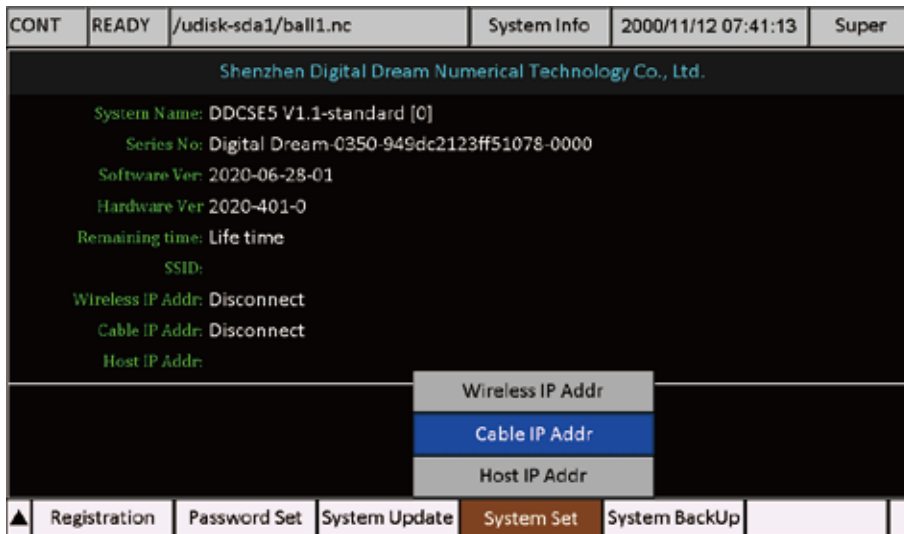 CONT READY /udisk-sda1/ball1.nc System Info 2000/11/12 07:41:13 Super
Shenzhen Digital Dream Numerical Technology Co., Ltd.
System Name: DDCSE5 V1.1-standard [0]
Series No: Digital Dream-0350-949dc2123ff51078-0000
Software Ver: 2020-06-28-01
Hardware Ver 2020-401-0
Remaining time: Life time
SSID:
Wireless IP Addr: Disconnect
Cable IP Addr: Disconnect
Host IP Addr:
Wireless IP Addr
Cable IP Addr
Host IP Addr
▲ Registration Password Set System Update System Set System BackUp